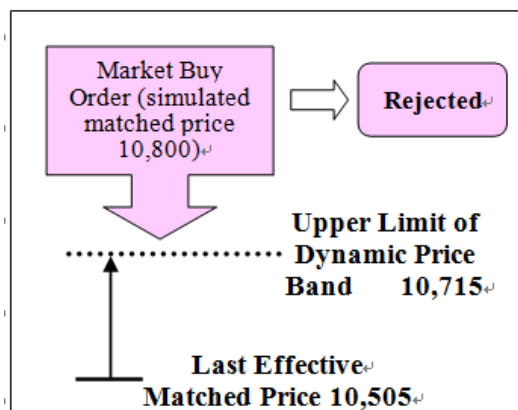 Market Buy
Order (simulated
matched price
10,800)↵
Rejected↵
Upper Limit of
Dynamic Price
Band 10,715↵
Last Effective↵
Matched Price 10,505↵